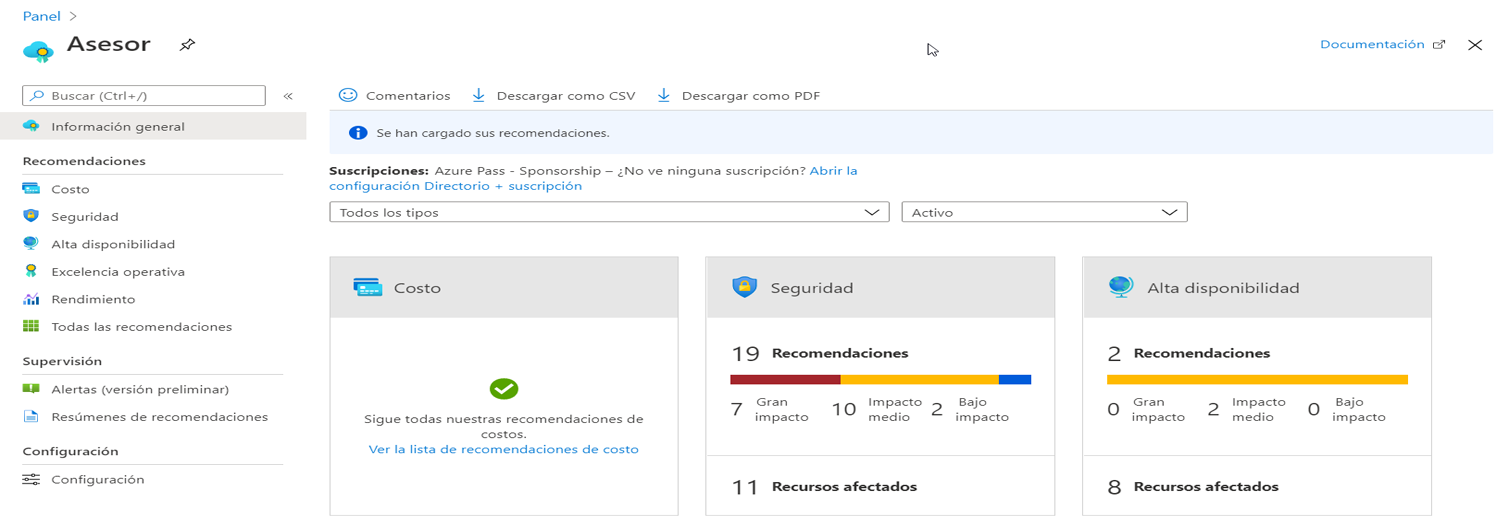 Panel >
Asesor
Documentación
Buscar (Ctrl+/)
«
Información general
Recomendaciones
Costo
Seguridad
Alta disponibilidad
Excelencia operativa
Rendimiento
Todas las recomendaciones
Supervisión
Alertas (versión preliminar)
Resúmenes de recomendaciones
Configuración
Configuración
Comentarios
Descargar como CSV
Descargar como PDF
Se han cargado sus recomendaciones.
Suscripciones: Azure Pass - Sponsorship – ¿No ve ninguna suscripción? Abrir la
configuración Directorio + suscripción
Todos los tipos
Activo
Costo
Sigue todas nuestras recomendaciones de
costos.
Ver la lista de recomendaciones de costo
Seguridad
19 Recomendaciones
7 Gran
impacto
10 Impacto
medio
2 Bajo
impacto
11 Recursos afectados
Alta disponibilidad
2 Recomendaciones
0 Gran
impacto
2 Impacto
medio
0 Bajo
impacto
8 Recursos afectados